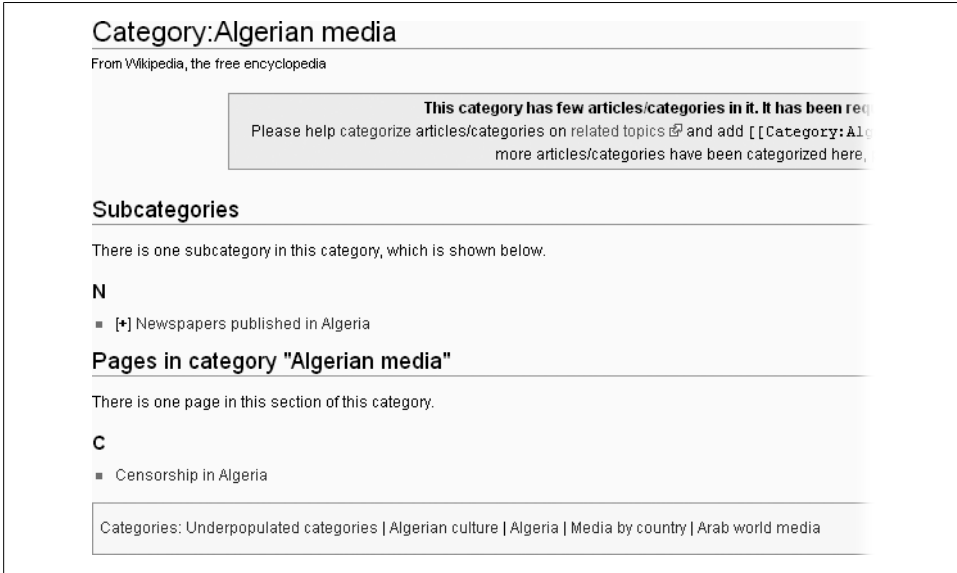 Category:Algerian media
From Wikipedia, the free encyclopedia
This category has few articles/categories in it. It has been
Please help categorize articles/categories on related topics and add [[Category:Alg
more articles/categories have been categorized here,
Subcategories
There is one subcategory in this category, which is shown below.
N
[+] Newspapers published in Algeria
Pages in category "Algerian media"
There is one page in this section of this category.
C
Censorship in Algeria
Categories: Underpopulated categories | Algerian culture | Algeria | Media by country | Arab world media